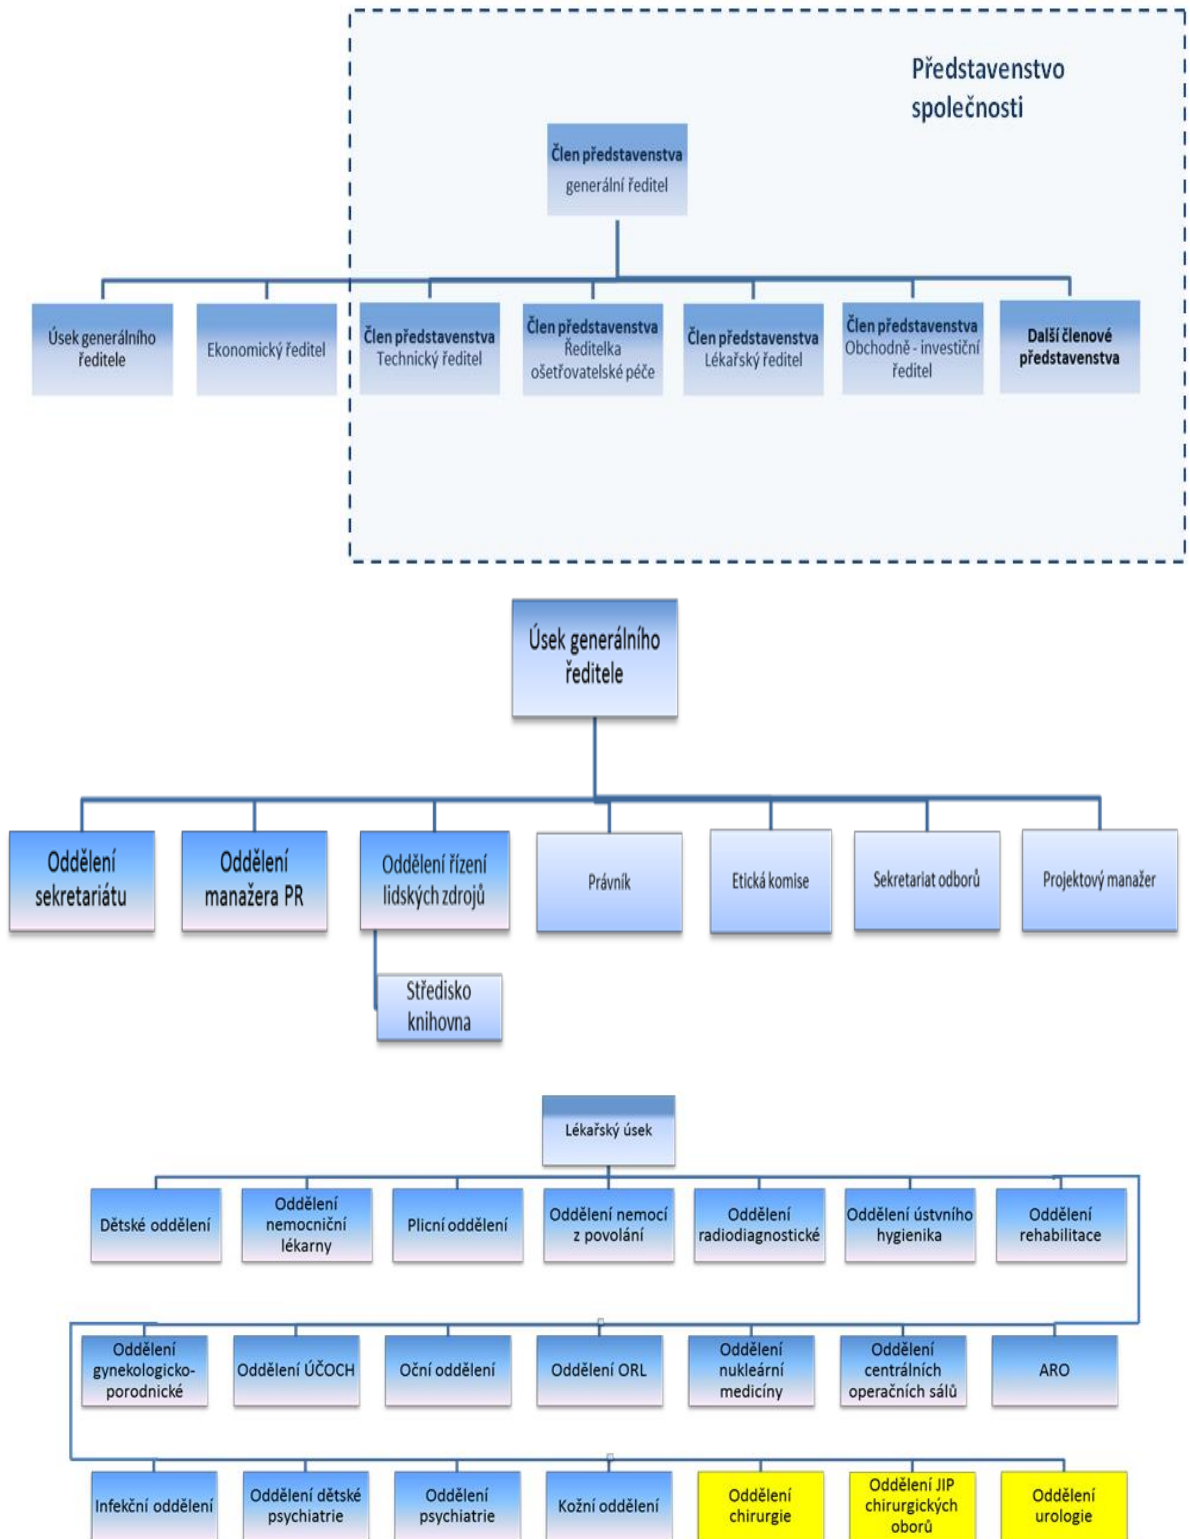 Představenstvo
společnosti
Člen představenstva
generální ředitel
Úsek generálního
ředitele
Ekonomický ředitel
Člen představenstva
Technický ředitel
Člen představenstva
Ředitelka
ošetřovatelské péče
Člen představenstva
Lékařský ředitel
Člen představenstva
Obchodně - investiční
ředitel
Další členové
představenstva
Úsek generálního
ředitele
Oddělení
sekretariátu
Oddělení
manažera PR
Oddělení řízení
lidských zdrojů
Právník
Etická komise
Sekretariat odborů
Projektový manažer
Středisko
knihovna
Lékařský úsek
Dětské oddělení
Oddělení
nemocniční
lékarny
Plicní oddělení
Oddělení nemocí
z povolání
Oddělení
radiodiagnostické
Oddělení ústvního
hygienika
Oddělení
rehabilitace
Oddělení
gynekologicko-
porodnické
Oddělení ÚČOCH
Oční oddělení
Oddělení ORL
Oddělení
nukleární
medicíny
Oddělení
centrálních
operačních sálů
ARO
Infekční oddělení
Oddělení dětské
psychiatrie
Oddělení
psychiatrie
Kožní oddělení
Oddělení
chirurgie
Oddělení JIP
chirurgických
oborů
Oddělení
urologie